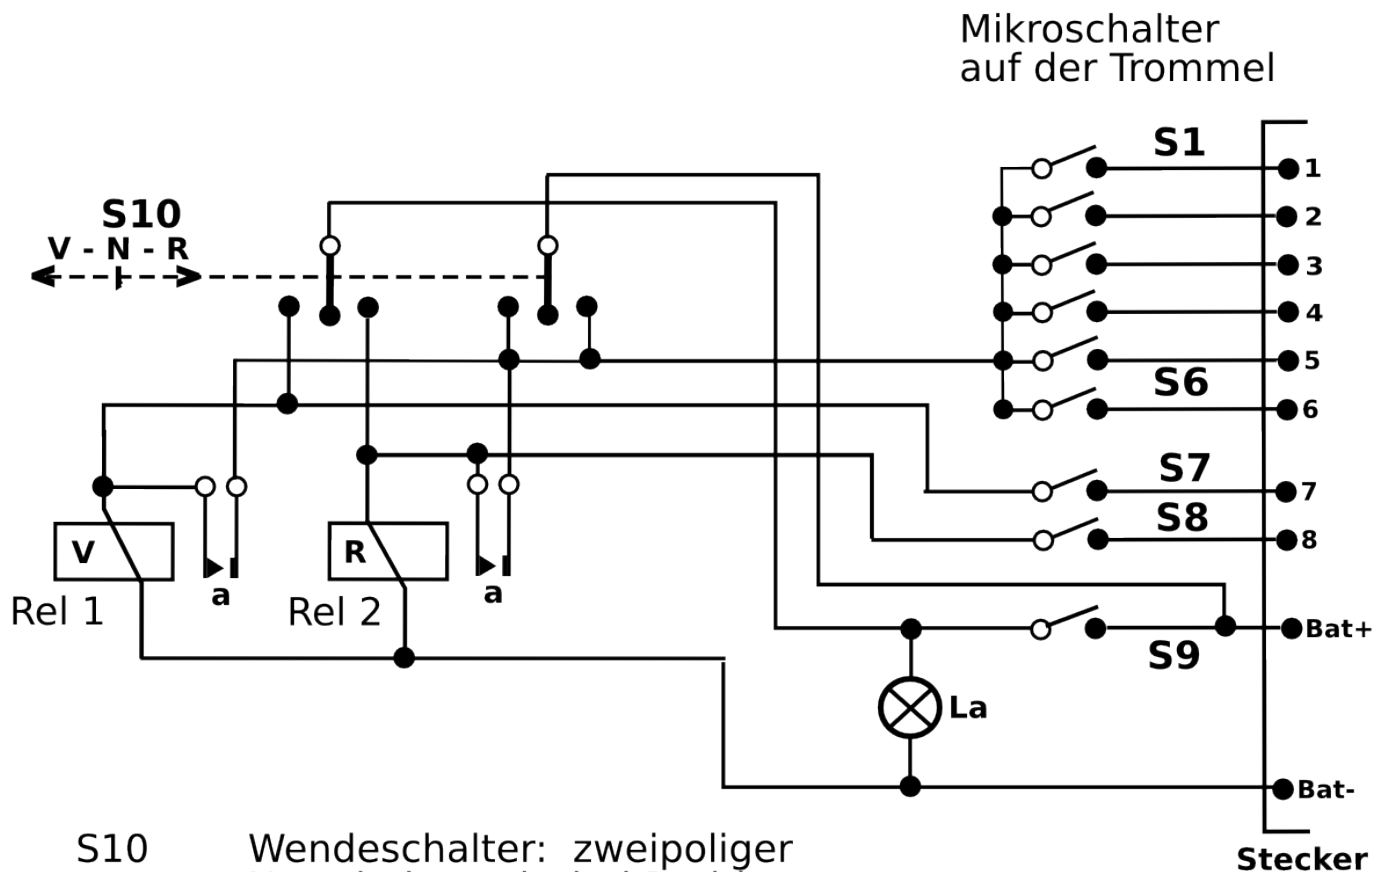 Mikroschalter
auf der Trommel
S1
1
2
S10
V - N - R
3
4
5
S6
6
S7
7
S8
8
V
R
a
a
Rel 1
Rel 2
Bat+
S9
La
Bat-
S10 Wendeschalter: zweipoliger
Stecker